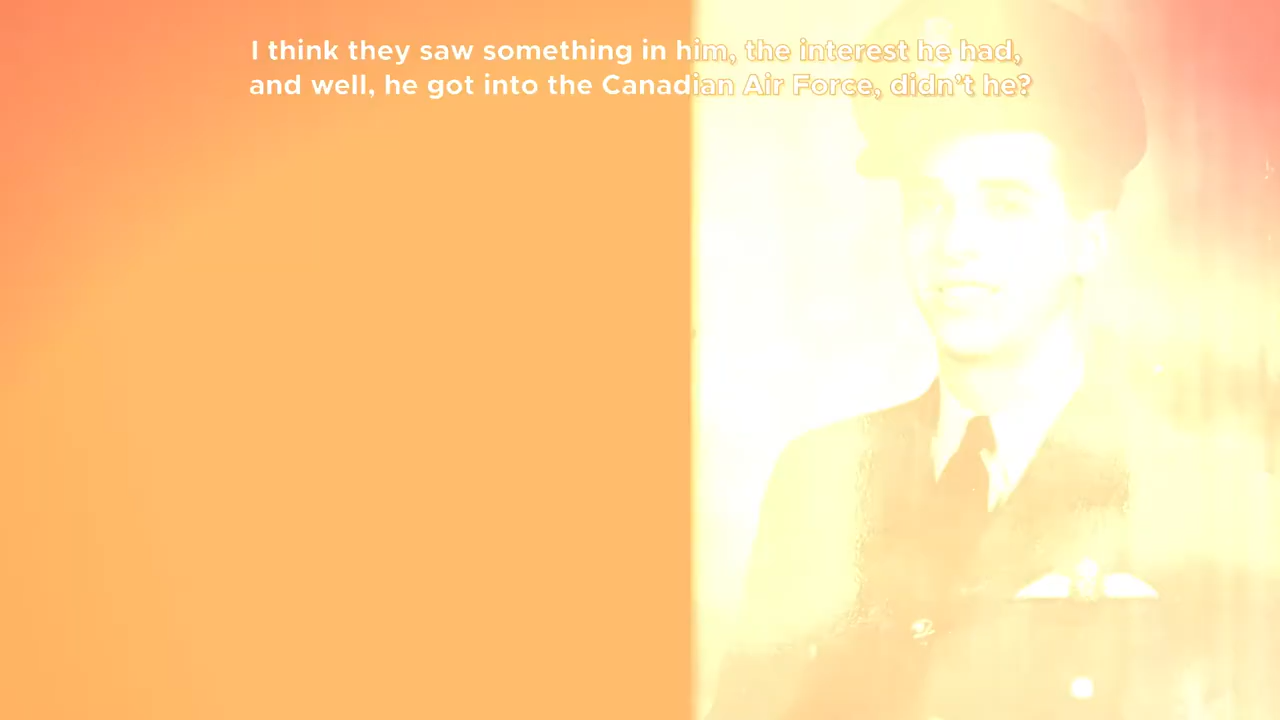 I think they saw something in him, the interest he had,
and well, he got into the Canadian Air Force, didn't he?